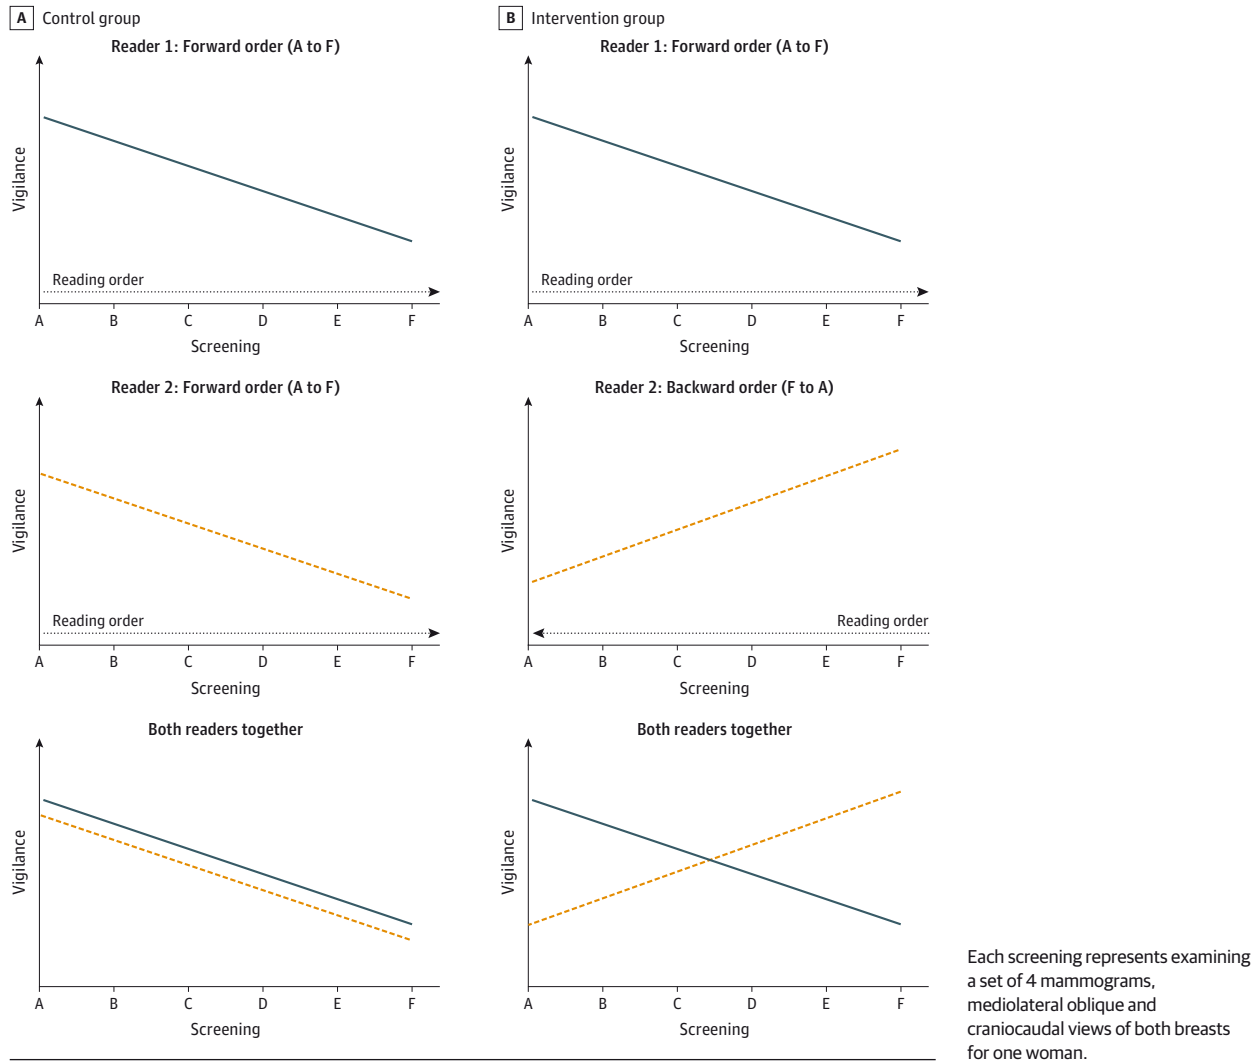 A Control group
Reader 1: Forward order (A to F)
Vigilance
Reading order
A B C D E F
Screening
Reader 2: Forward order (A to F)
Vigilance
Reading order
A B C D E F
Screening
Both readers together
Vigilance
A B C D E F
Screening
B Intervention group
Reader 1: Forward order (A to F)
Vigilance
Reading order
A B C D E F
Screening
Reader 2: Backward order (F to A)
Vigilance
Reading order
A B C D E F
Screening
Both readers together
Vigilance
A B C D E F
Screening
Each screening represents examining
a set of 4 mammograms,
mediolateral oblique and
craniocaudal views of both breasts
for one woman.